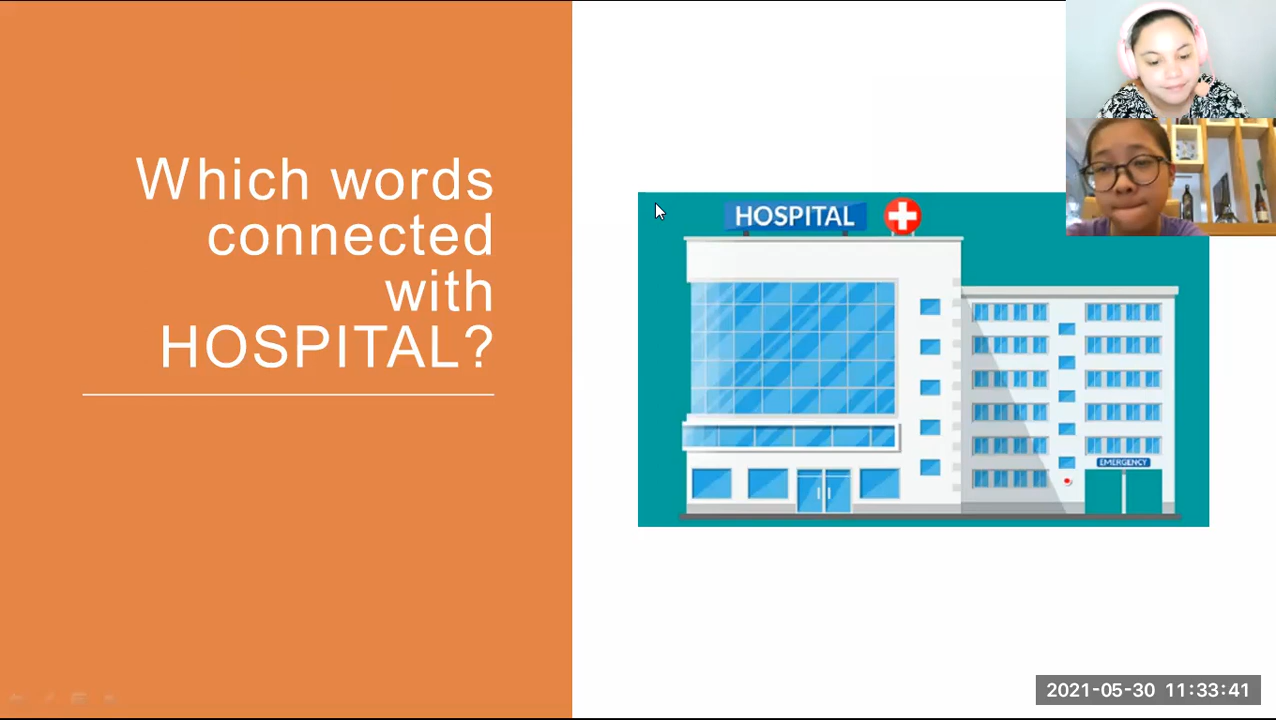 Which words
connected
with
HOSPITAL?
HOSPITAL
EMERGENCY
2021-05-30 11:33:41